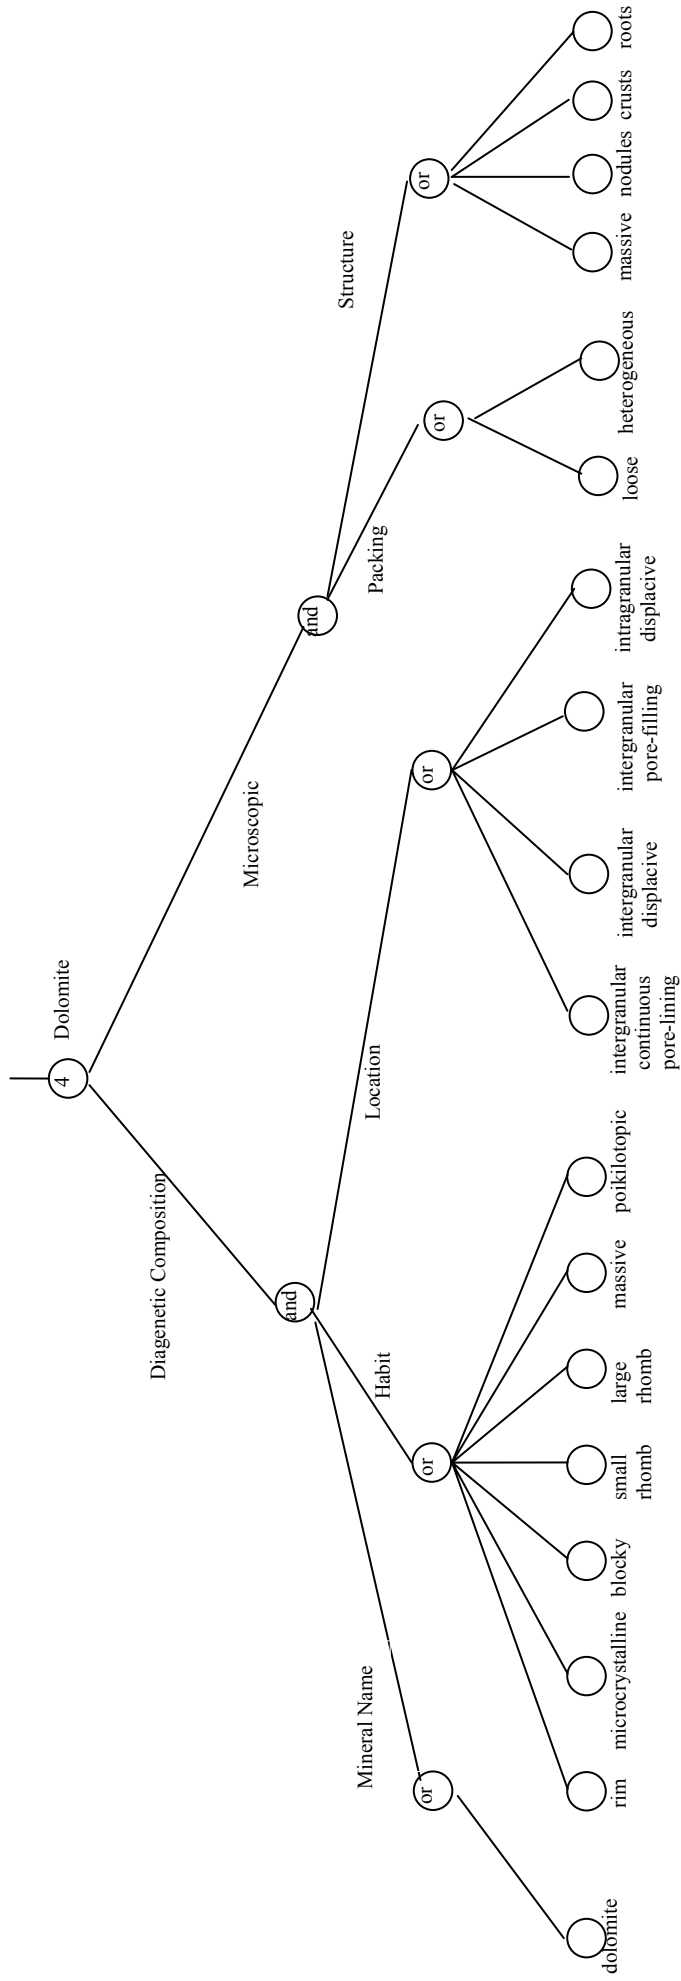 4
Dolomite
Diagenetic Composition
Microscopic
and
and
Mineral Name
Habit
Location
Packing
Structure
or
or
or
or
or
dolomite
rim
microcrystalline
blocky
small
rhomb
large
rhomb
massive
poikilotopic
intergranular
continuous
pore-lining
intergranular
displacive
intergranular
pore-filling
intragranular
displacive
loose
heterogeneous
massive
nodules
crusts
roots